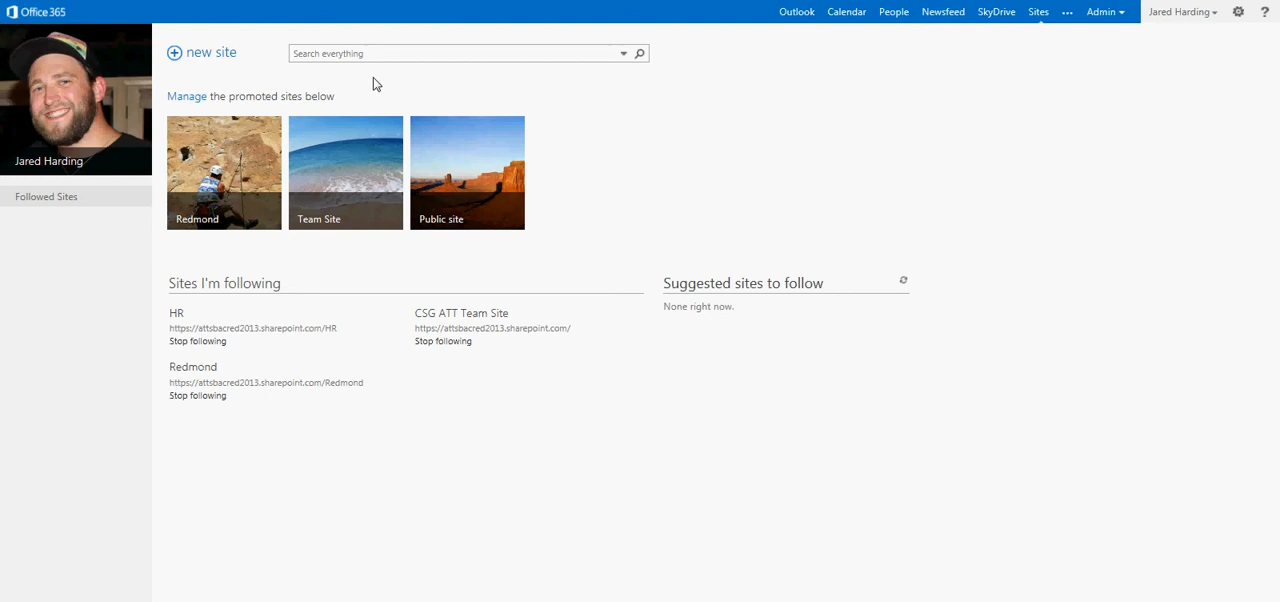 Office 365
Outlook Calendar People Newsfeed SkyDrive Sites ... Admin Jared Harding ?
new site
Search everything
Manage the promoted sites below
Jared Harding
Followed Sites
Redmond
Team Site
Public site
Sites I'm following
HR
https://attsbacred2013.sharepoint.com/HR
Stop following
CSG ATT Team Site
https://attsbacred2013.sharepoint.com/
Stop following
Redmond
https://attsbacred2013.sharepoint.com/Redmond
Stop following
Suggested sites to follow
None right now.